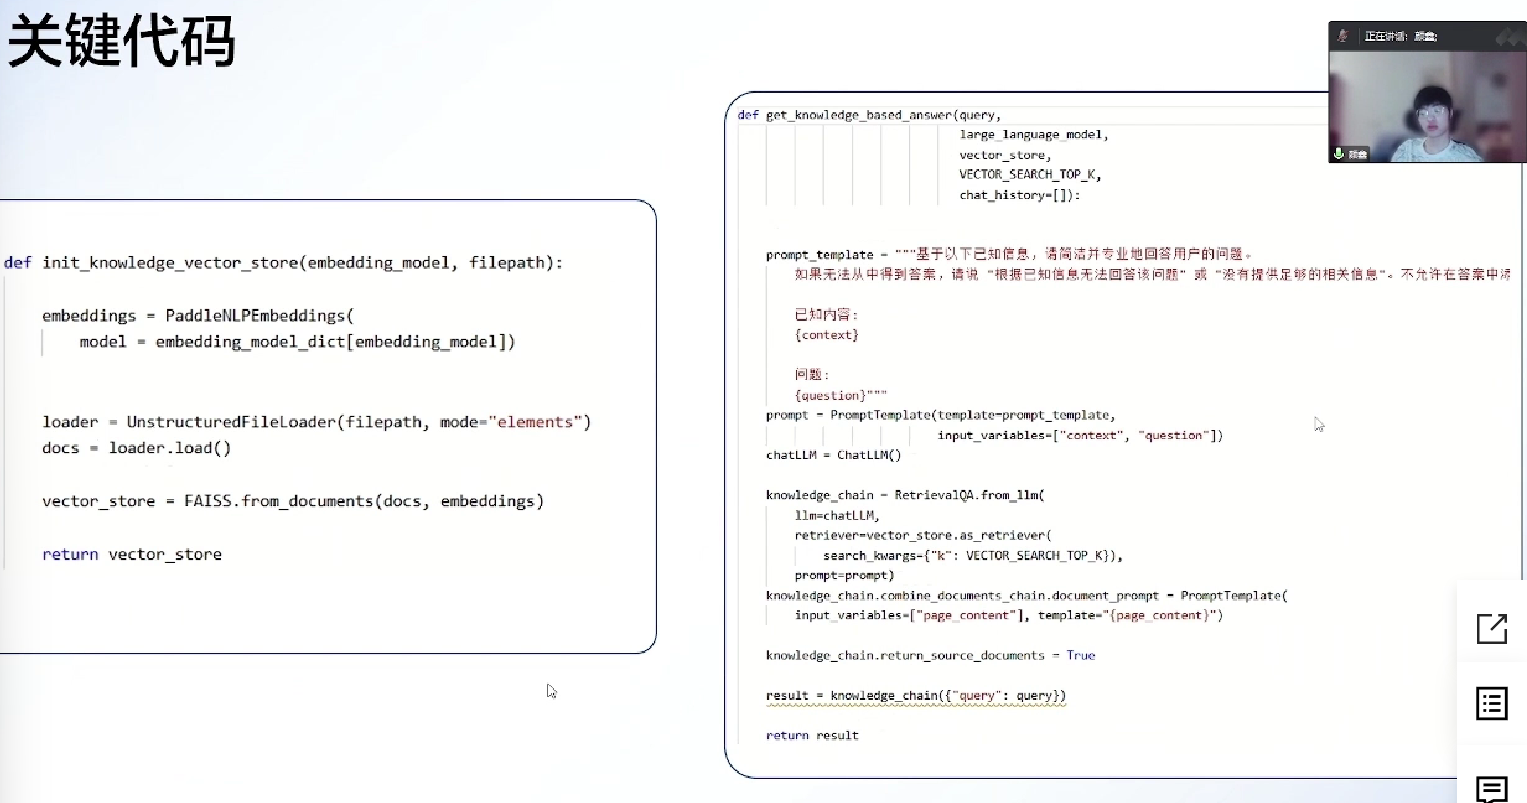 关键代码
def init_knowledge_vector_store(embedding_model, filepath):
embeddings = PaddleNLPEmbeddings(
model = embedding_model_dict[embedding_model])
loader = UnstructuredFileLoader(filepath, mode="elements")
docs = loader.load()
vector_store = FAISS.from_documents(docs, embeddings)
return vector_store
def get_knowledge_based_answer(query,
large_language_model,
vector_store,
VECTOR_SEARCH_TOP_K,
chat_history=[]):
prompt_template = """基于以下已知信息，请简洁并专业地回答用户的问题。
如果无法从中得到答案，请说 "根据已知信息无法回答该问题" 或 "没有提供足够的相关信息"。不允许在答案中
已知内容:
{context}
问题:
{question}"""
prompt = PromptTemplate(template=prompt_template,
input_variables=["context", "question"])
chatLLM = ChatLLM()
knowledge_chain = RetrievalQA.from_llm(
llm=chatLLM,
retriever=vector_store.as_retriever(
search_kwargs={"k": VECTOR_SEARCH_TOP_K}),
prompt=prompt)
knowledge_chain.combine_documents_chain.document_prompt = PromptTemplate(
input_variables=["page_content"], template="{page_content}")
knowledge_chain.return_source_documents = True
result = knowledge_chain({"query": query})
return result
正在讲话: 颜鑫;
颜鑫